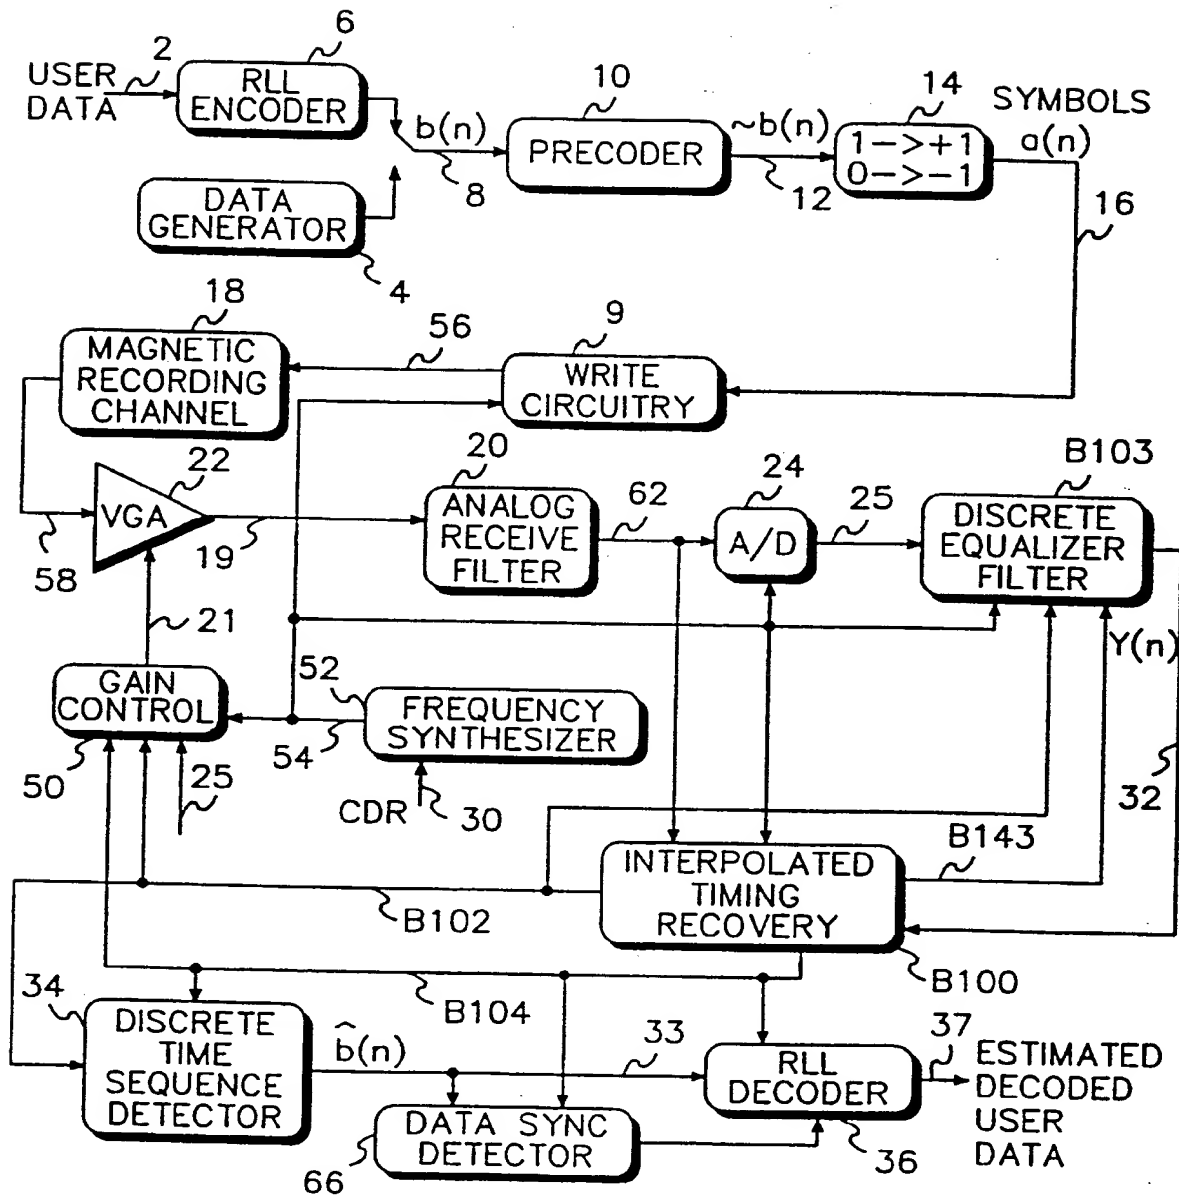 USER
DATA
2
RLL
ENCODER
6
b(n)
8
PRECODER
10
~b(n)
12
1->+1
0->-1
14
SYMBOLS
a(n)
16
DATA
GENERATOR
4
MAGNETIC
RECORDING
CHANNEL
18
56
WRITE
CIRCUITRY
9
VGA
22
58
19
21
ANALOG
RECEIVE
FILTER
20
62
A/D
24
25
DISCRETE
EQUALIZER
FILTER
B103
Y(n)
32
GAIN
CONTROL
50
25
FREQUENCY
SYNTHESIZER
52
54
CDR
30
INTERPOLATED
TIMING
RECOVERY
B143
B100
B102
B104
DISCRETE
TIME
SEQUENCE
DETECTOR
34
b̂(n)
33
DATA SYNC
DETECTOR
66
RLL
DECODER
36
37
ESTIMATED
DECODED
USER
DATA